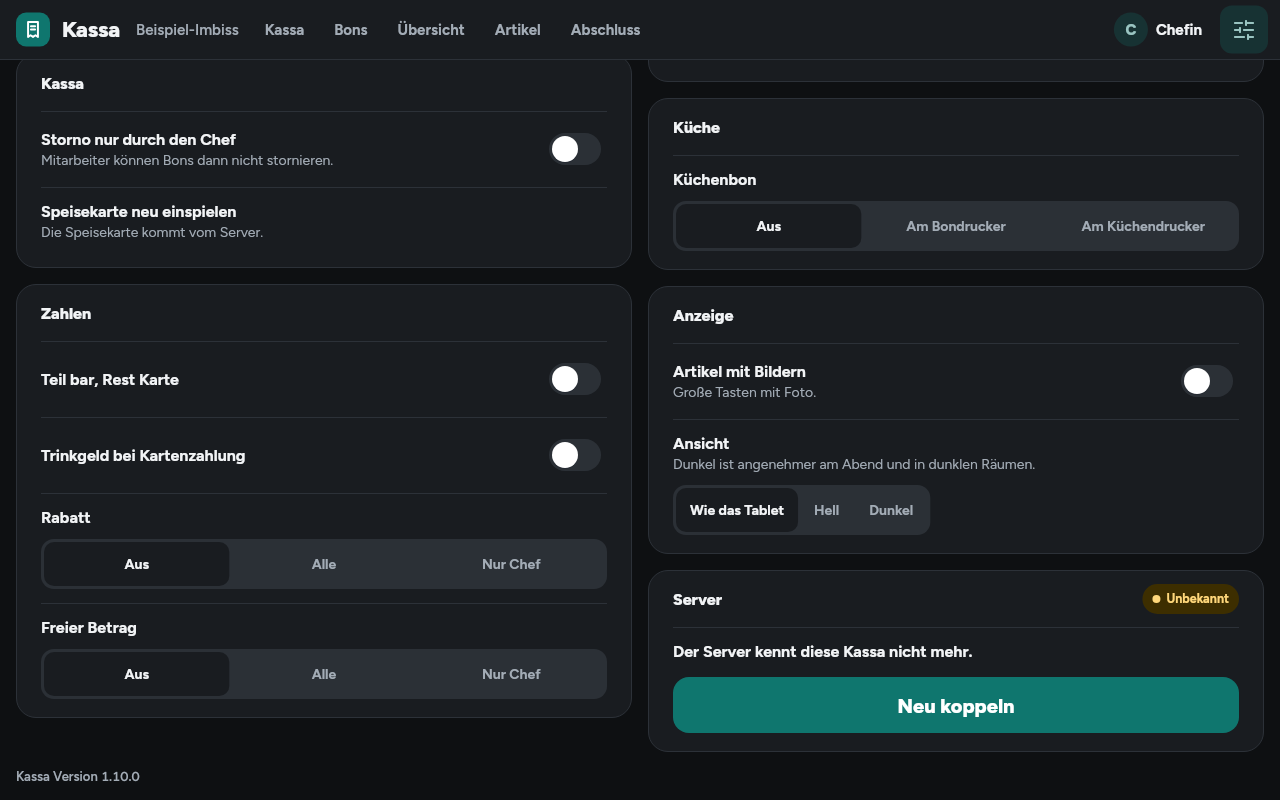 Kassa
Beispiel-Imbiss
Kassa
Bons
Übersicht
Artikel
Abschluss
C
Chefin
Kassa
Storno nur durch den Chef
Mitarbeiter können Bons dann nicht stornieren.
Speisekarte neu einspielen
Die Speisekarte kommt vom Server.
Zahlen
Teil bar, Rest Karte
Trinkgeld bei Kartenzahlung
Rabatt
Aus
Alle
Nur Chef
Freier Betrag
Aus
Alle
Nur Chef
Küche
Küchenbon
Aus
Am Bondrucker
Am Küchendrucker
Anzeige
Artikel mit Bildern
Große Tasten mit Foto.
Ansicht
Dunkel ist angenehmer am Abend und in dunklen Räumen.
Wie das Tablet
Hell
Dunkel
Server
Unbekannt
Der Server kennt diese Kassa nicht mehr.
Neu koppeln
Kassa Version 1.10.0